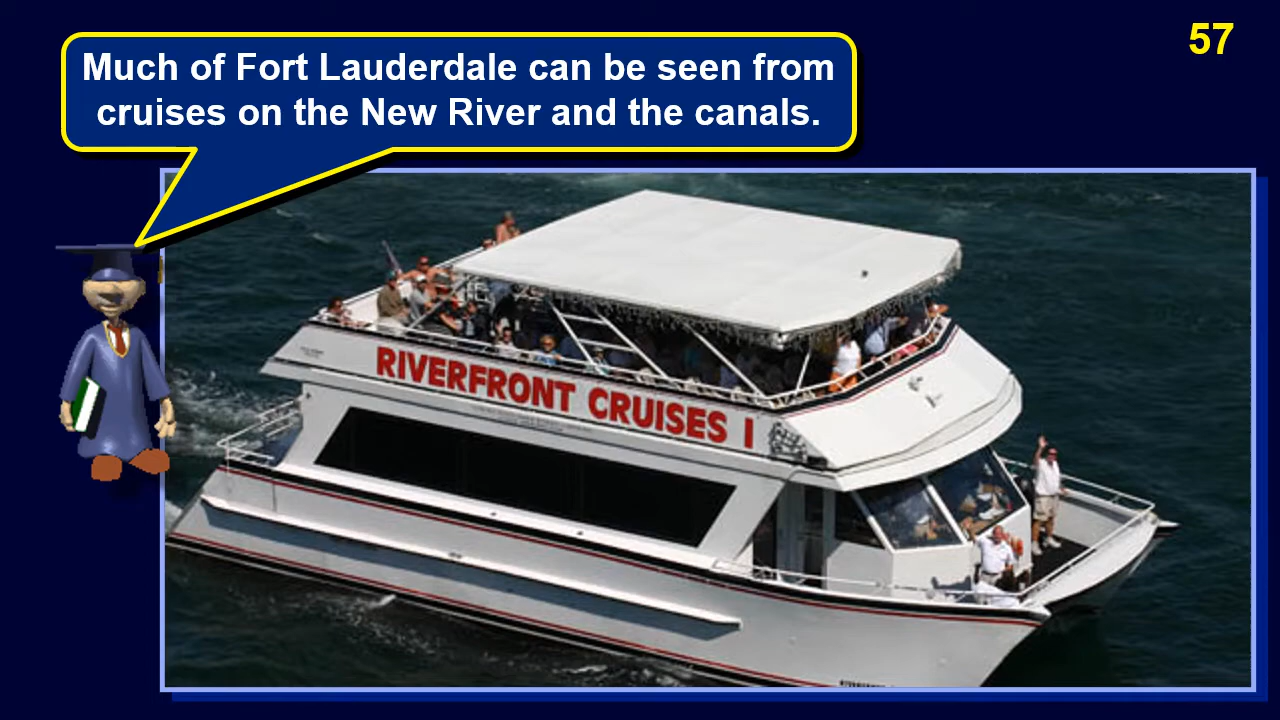 57
Much of Fort Lauderdale can be seen from
cruises on the New River and the canals.
RIVERFRONT CRUISES I